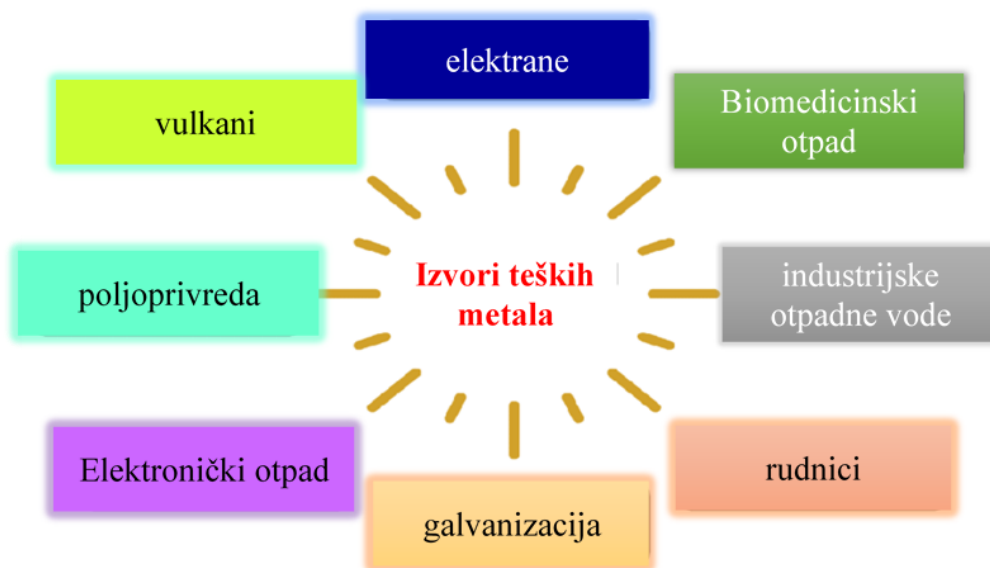 elektrane
vulkani
Biomedicinski
otpad
poljoprivreda
Izvori teških
metala
industrijske
otpadne vode
Elektronički otpad
galvanizacija
rudnici